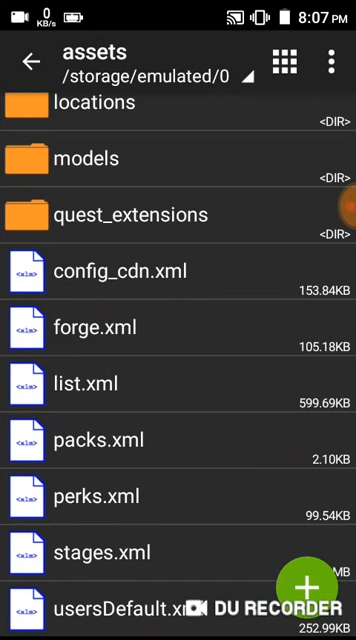 0
KB/s
8:07 PM
assets
/storage/emulated/0
locations
<DIR>
models
<DIR>
quest_extensions
<DIR>
config_cdn.xml
153.84KB
forge.xml
105.18KB
list.xml
599.69KB
packs.xml
2.10KB
perks.xml
99.54KB
stages.xml
MB
usersDefault.xm
DU RECORDER
252.99KB